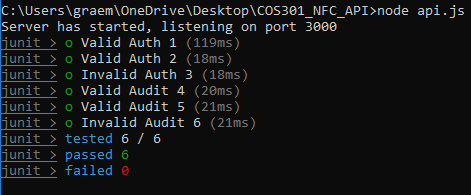 C:\Users\graem\OneDrive\Desktop\COS301_NFC_API>node api.js
Server has started, listening on port 3000
junit > o Valid Auth 1 (119ms)
junit > o Valid Auth 2 (18ms)
junit > o Invalid Auth 3 (18ms)
junit > o Valid Audit 4 (20ms)
junit > o Valid Audit 5 (21ms)
junit > o Invalid Audit 6 (21ms)
junit > tested 6 / 6
junit > passed 6
junit > failed 0